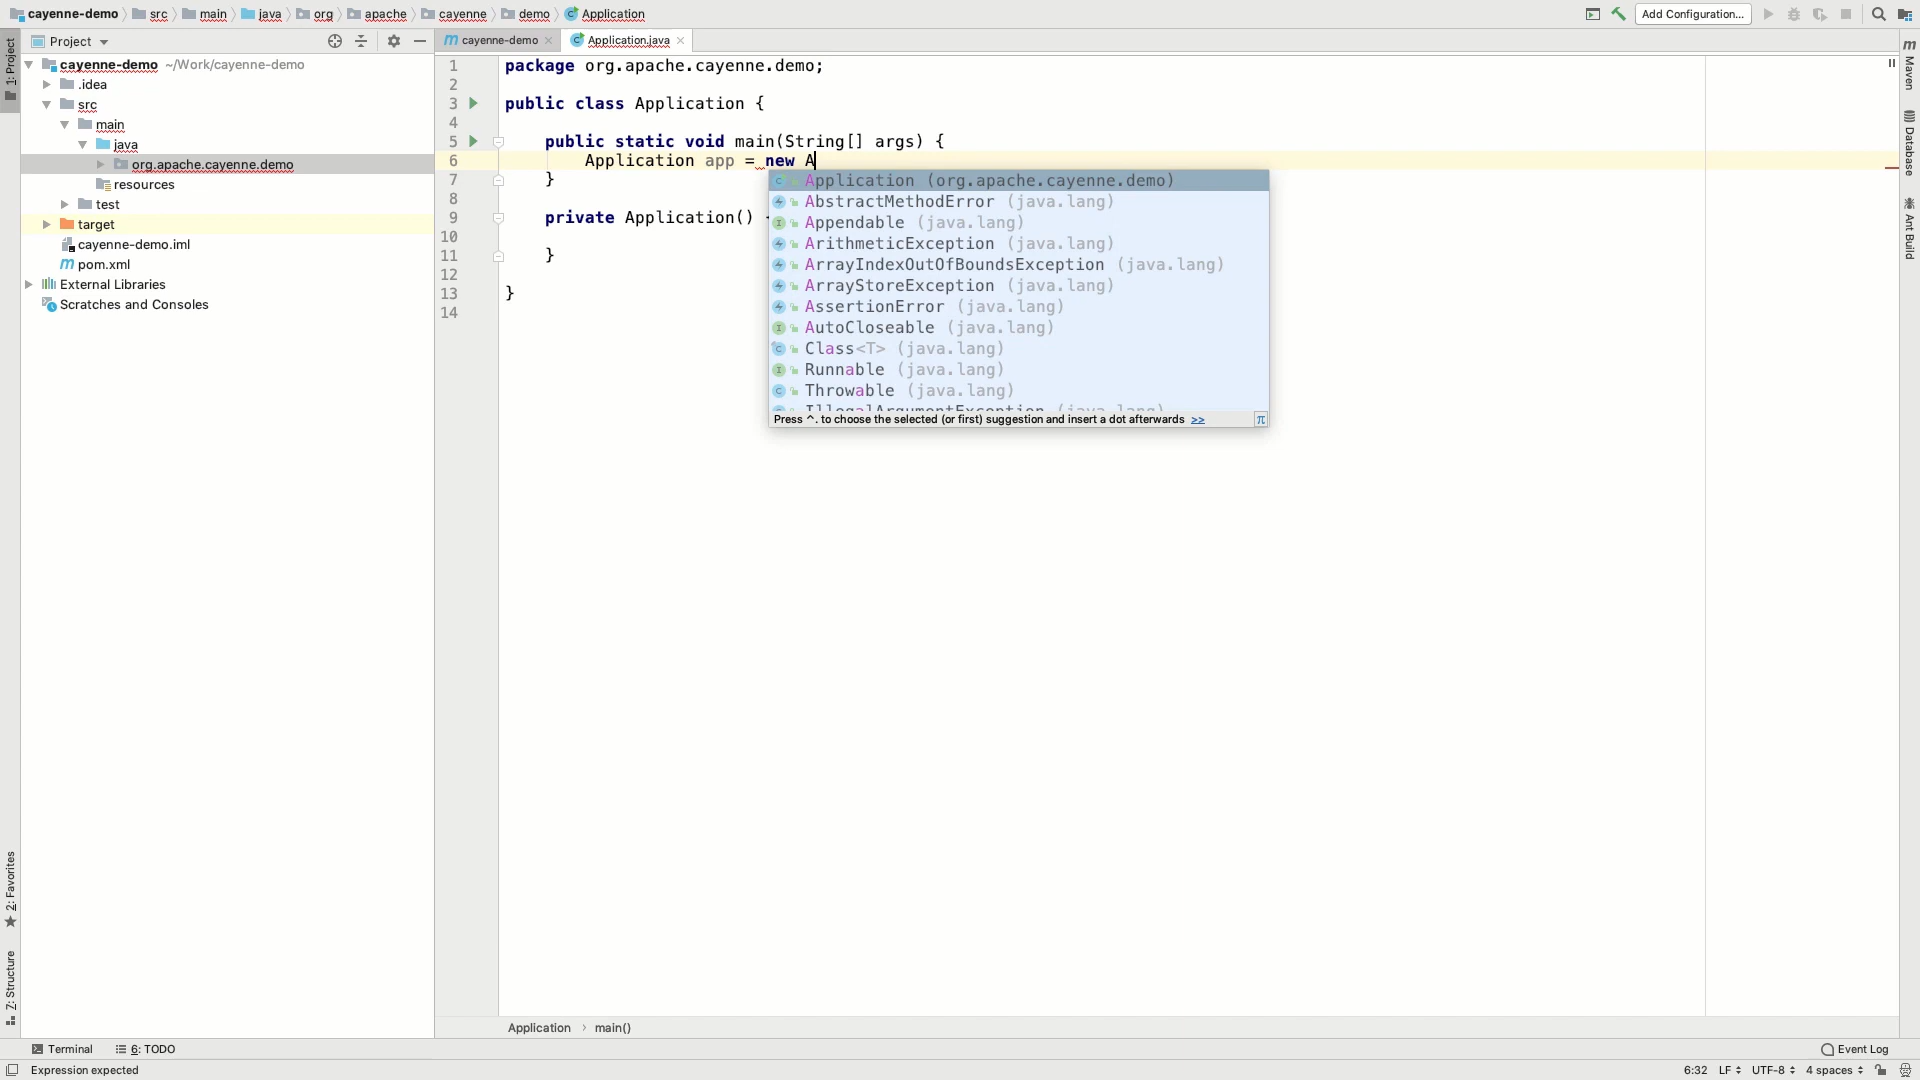 cayenne-demo src main java org apache cayenne demo Application
Add Configuration...
1: Project
Project
cayenne-demo
Application.java
cayenne-demo ~/Work/cayenne-demo
.idea
src
main
java
org.apache.cayenne.demo
resources
test
target
cayenne-demo.iml
m pom.xml
External Libraries
Scratches and Consoles
1 package org.apache.cayenne.demo;
2
3 public class Application {
4
5 public static void main(String[] args) {
6 Application app = new A
7 }
8
9 private Application() {
10
11 }
12
13 }
14
Application (org.apache.cayenne.demo)
AbstractMethodError (java.lang)
Appendable (java.lang)
ArithmeticException (java.lang)
ArrayIndexOutOfBoundsException (java.lang)
ArrayStoreException (java.lang)
AssertionError (java.lang)
AutoCloseable (java.lang)
Class<T> (java.lang)
Runnable (java.lang)
Throwable (java.lang)
IllegalArgumentException (java.lang)
Press ^. to choose the selected (or first) suggestion and insert a dot afterwards >> π
Maven
Database
Ant Build
2: Favorites
7: Structure
Application › main()
Terminal
6: TODO
Event Log
Expression expected
6:32 LF UTF-8 4 spaces